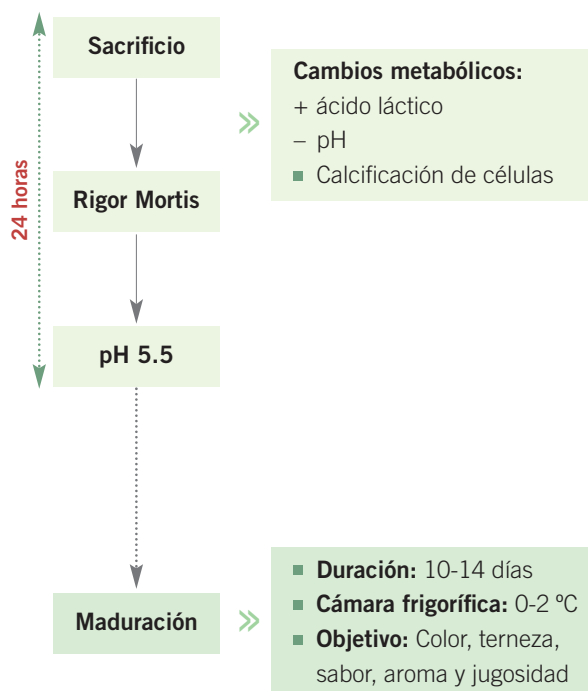 24 horas
Sacrificio
»
Cambios metabólicos:
+ ácido láctico
– pH
▪ Calcificación de células
Rigor Mortis
pH 5.5
Maduración
»
▪ Duración: 10-14 días
▪ Cámara frigorífica: 0-2 ºC
▪ Objetivo: Color, terneza,
sabor, aroma y jugosidad